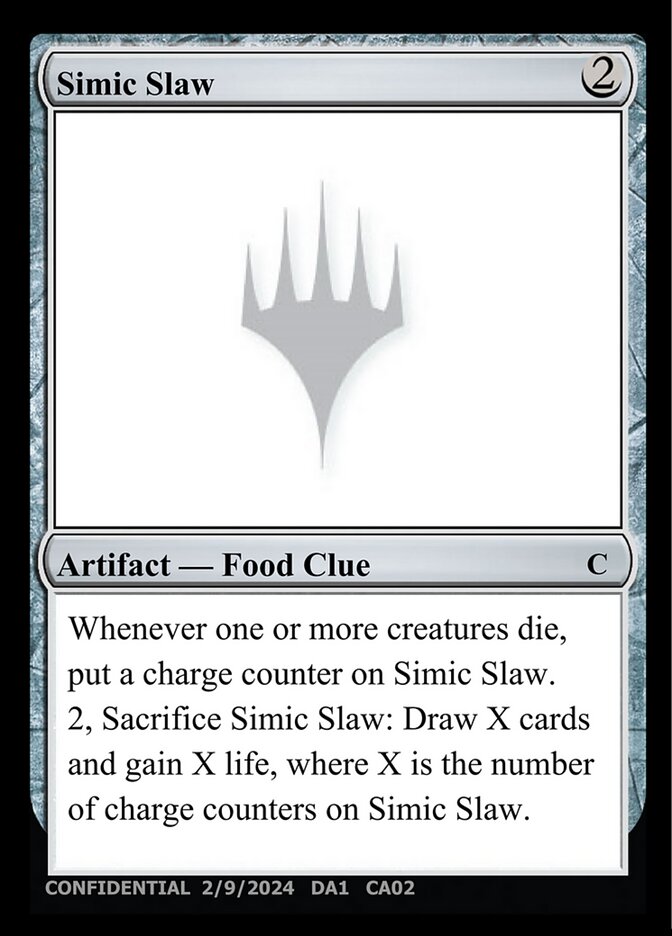 Simic Slaw
2
Artifact — Food Clue
C
Whenever one or more creatures die,
put a charge counter on Simic Slaw.
2, Sacrifice Simic Slaw: Draw X cards
and gain X life, where X is the number
of charge counters on Simic Slaw.
CONFIDENTIAL 2/9/2024 DA1 CA02